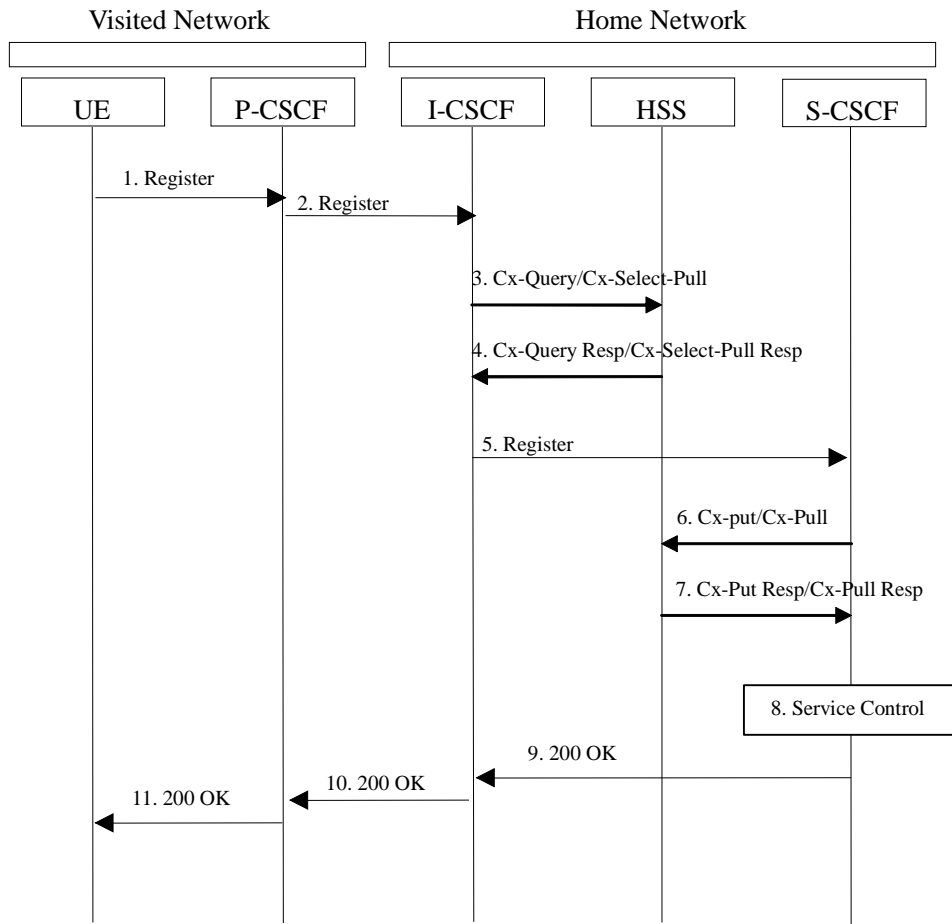 Visited Network
Home Network
UE
P-CSCF
I-CSCF
HSS
S-CSCF
1. Register
2. Register
3. Cx-Query/Cx-Select-Pull
4. Cx-Query Resp/Cx-Select-Pull Resp
5. Register
6. Cx-put/Cx-Pull
7. Cx-Put Resp/Cx-Pull Resp
8. Service Control
9. 200 OK
10. 200 OK
11. 200 OK